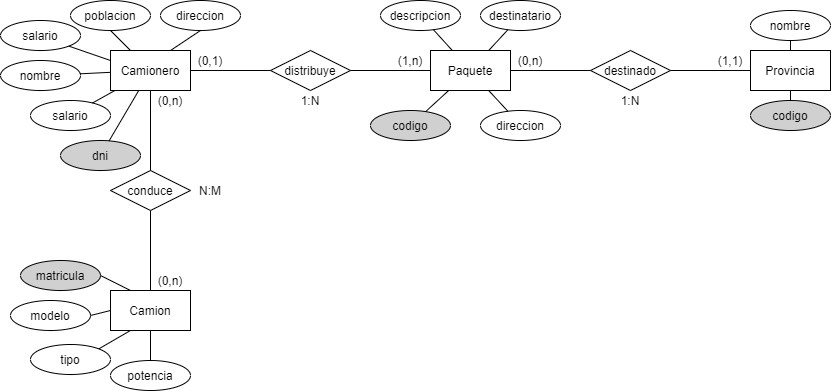 poblacion
direccion
descripcion
destinatario
salario
nombre
(0,1)
(1,n)
(0,n)
(1,1)
nombre
Camionero
distribuye
Paquete
destinado
Provincia
(0,n)
1:N
1:N
salario
codigo
direccion
codigo
dni
conduce
N:M
matricula
(0,n)
modelo
Camion
tipo
potencia